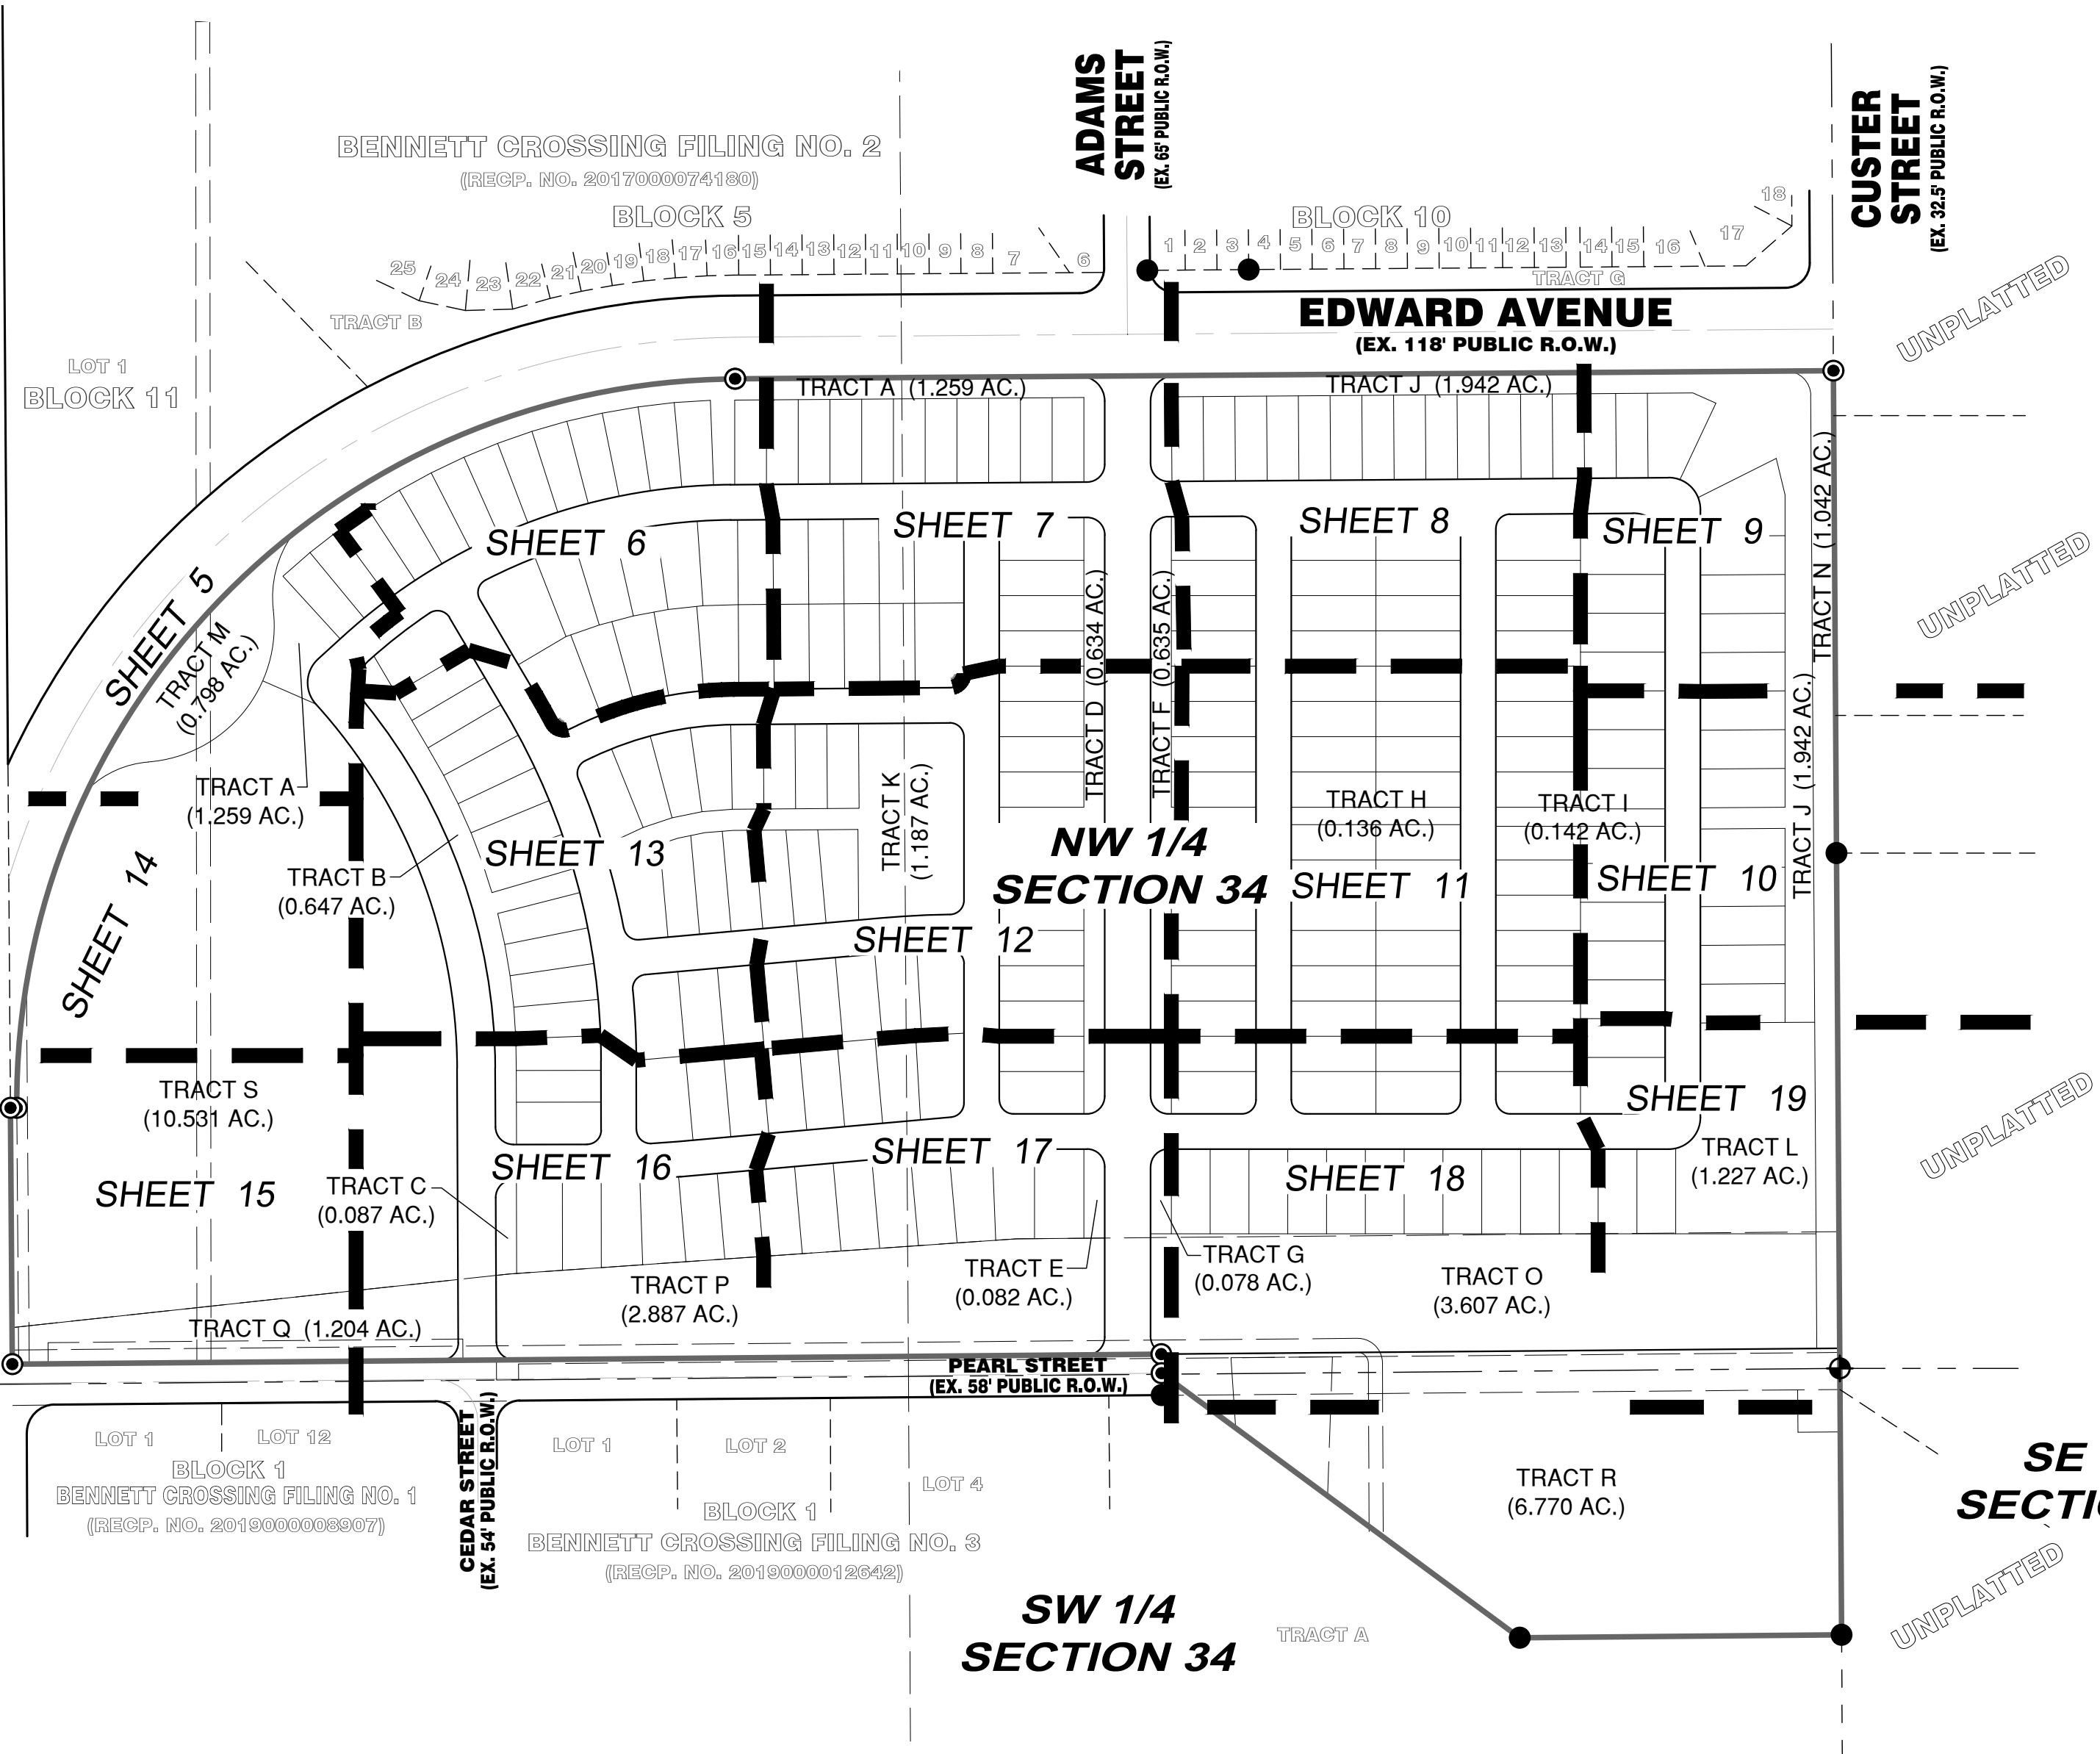 ADAMS
STREET
(EX. 65' PUBLIC R.O.W.)
CUSTER
STREET
(EX. 32.5' PUBLIC R.O.W.)
BENNETT CROSSING FILING NO. 2
(RECP. NO. 2017000074180)
BLOCK 5
BLOCK 10
25 24 23 22 21 20 19 18 17 16 15 14 13 12 11 10 9 8 7 6
1 2 3 4 5 6 7 8 9 10 11 12 13 14 15 16 17 18
TRACT G
TRACT B
EDWARD AVENUE
(EX. 118' PUBLIC R.O.W.)
UNPLATTED
LOT 1
BLOCK 11
TRACT A (1.259 AC.)
TRACT J (1.942 AC.)
TRACT N (1.042 AC.)
SHEET 5
SHEET 6
SHEET 7
SHEET 8
SHEET 9
UNPLATTED
TRACT M
(0.798 AC.)
TRACT D (0.634 AC.)
TRACT F (0.635 AC.)
TRACT J (1.942 AC.)
TRACT A
(1.259 AC.)
TRACT K
(1.187 AC.)
TRACT H
(0.136 AC.)
TRACT I
(0.142 AC.)
SHEET 14
TRACT B
(0.647 AC.)
SHEET 13
NW 1/4
SECTION 34
SHEET 11
SHEET 10
SHEET 12
TRACT S
(10.531 AC.)
SHEET 19
UNPLATTED
SHEET 15
TRACT C
(0.087 AC.)
SHEET 16
SHEET 17
SHEET 18
TRACT L
(1.227 AC.)
TRACT P
(2.887 AC.)
TRACT E
(0.082 AC.)
TRACT G
(0.078 AC.)
TRACT O
(3.607 AC.)
TRACT Q (1.204 AC.)
PEARL STREET
(EX. 58' PUBLIC R.O.W.)
CEDAR STREET
(EX. 54' PUBLIC R.O.W.)
LOT 1
LOT 12
BLOCK 1
BENNETT CROSSING FILING NO. 1
(RECP. NO. 20190000008907)
LOT 1
LOT 2
LOT 4
BLOCK 1
BENNETT CROSSING FILING NO. 3
(RECP. NO. 2019000012642)
TRACT R
(6.770 AC.)
SE
SECTI
UNPLATTED
SW 1/4
SECTION 34
TRACT A